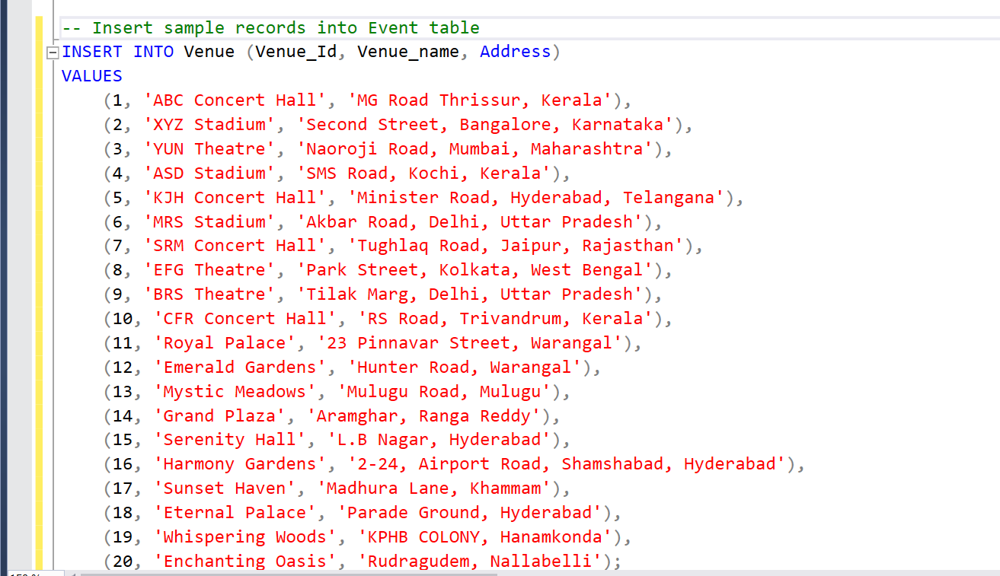 -- Insert sample records into Event table
INSERT INTO Venue (Venue_Id, Venue_name, Address)
VALUES
(1, 'ABC Concert Hall', 'MG Road Thrissur, Kerala'),
(2, 'XYZ Stadium', 'Second Street, Bangalore, Karnataka'),
(3, 'YUN Theatre', 'Naoroji Road, Mumbai, Maharashtra'),
(4, 'ASD Stadium', 'SMS Road, Kochi, Kerala'),
(5, 'KJH Concert Hall', 'Minister Road, Hyderabad, Telangana'),
(6, 'MRS Stadium', 'Akbar Road, Delhi, Uttar Pradesh'),
(7, 'SRM Concert Hall', 'Tughlaq Road, Jaipur, Rajasthan'),
(8, 'EFG Theatre', 'Park Street, Kolkata, West Bengal'),
(9, 'BRS Theatre', 'Tilak Marg, Delhi, Uttar Pradesh'),
(10, 'CFR Concert Hall', 'RS Road, Trivandrum, Kerala'),
(11, 'Royal Palace', '23 Pinnavar Street, Warangal'),
(12, 'Emerald Gardens', 'Hunter Road, Warangal'),
(13, 'Mystic Meadows', 'Mulugu Road, Mulugu'),
(14, 'Grand Plaza', 'Aramghar, Ranga Reddy'),
(15, 'Serenity Hall', 'L.B Nagar, Hyderabad'),
(16, 'Harmony Gardens', '2-24, Airport Road, Shamshabad, Hyderabad'),
(17, 'Sunset Haven', 'Madhura Lane, Khammam'),
(18, 'Eternal Palace', 'Parade Ground, Hyderabad'),
(19, 'Whispering Woods', 'KPHB COLONY, Hanamkonda'),
(20, 'Enchanting Oasis', 'Rudragudem, Nallabelli');